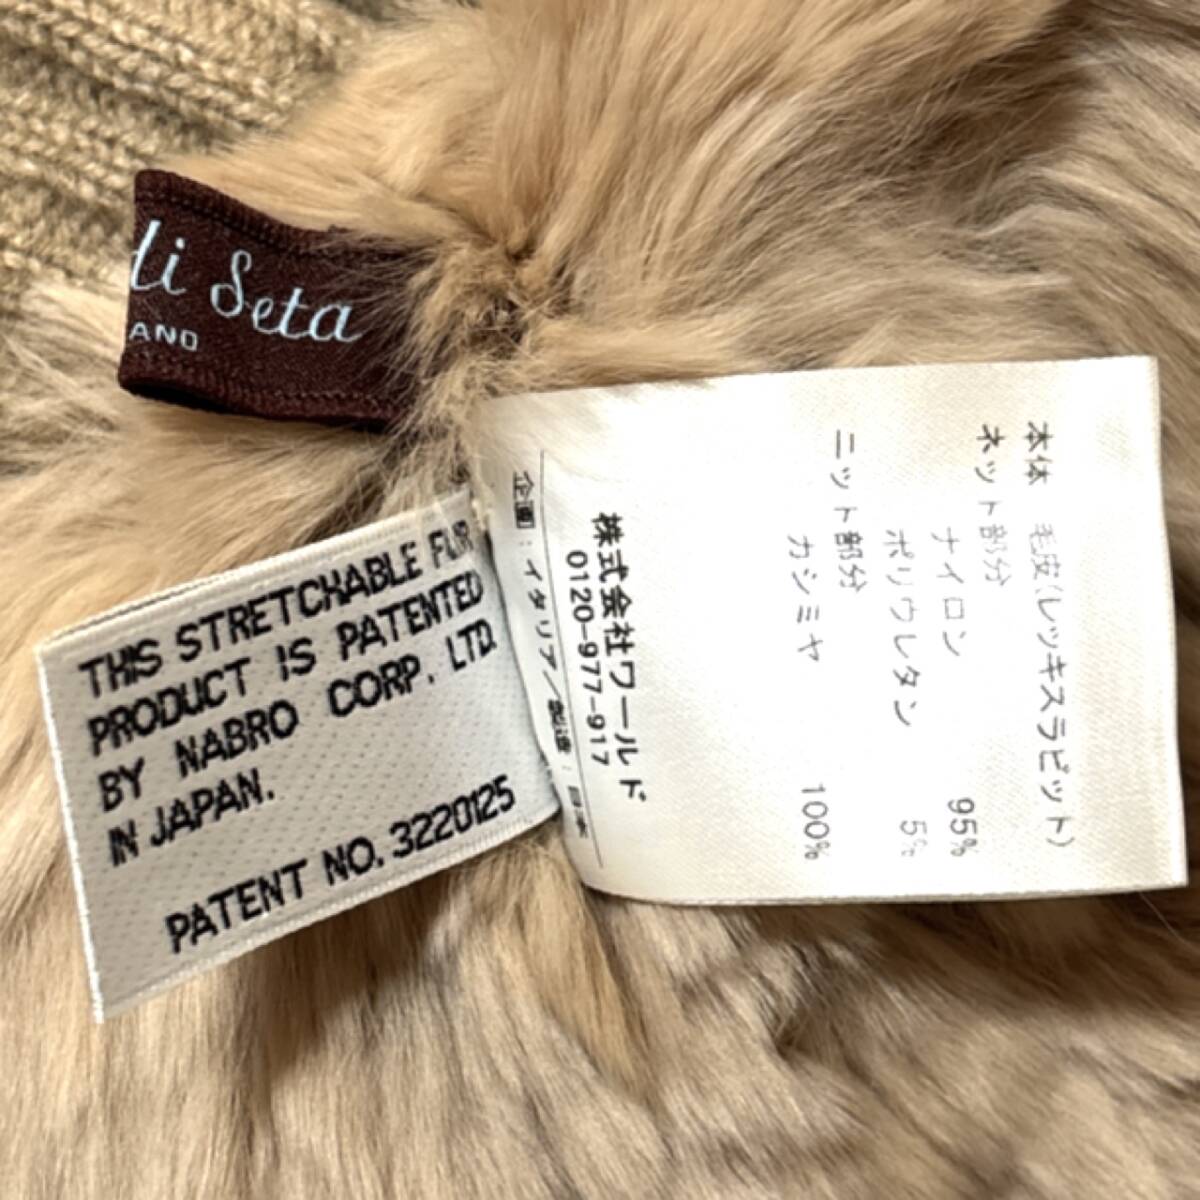 di Seta
AND
THIS STRETCHABLE FUR
PRODUCT IS PATENTED
BY NABRO CORP. LTD.
IN JAPAN.
PATENT NO. 3220125
本体 毛皮(レッキスラビット)
ネット部分
ナイロン 95%
ポリウレタン 5%
ニット部分
カシミヤ 100%
株式会社ワールド
0120-977-917
企画:イタリア/製造:日本